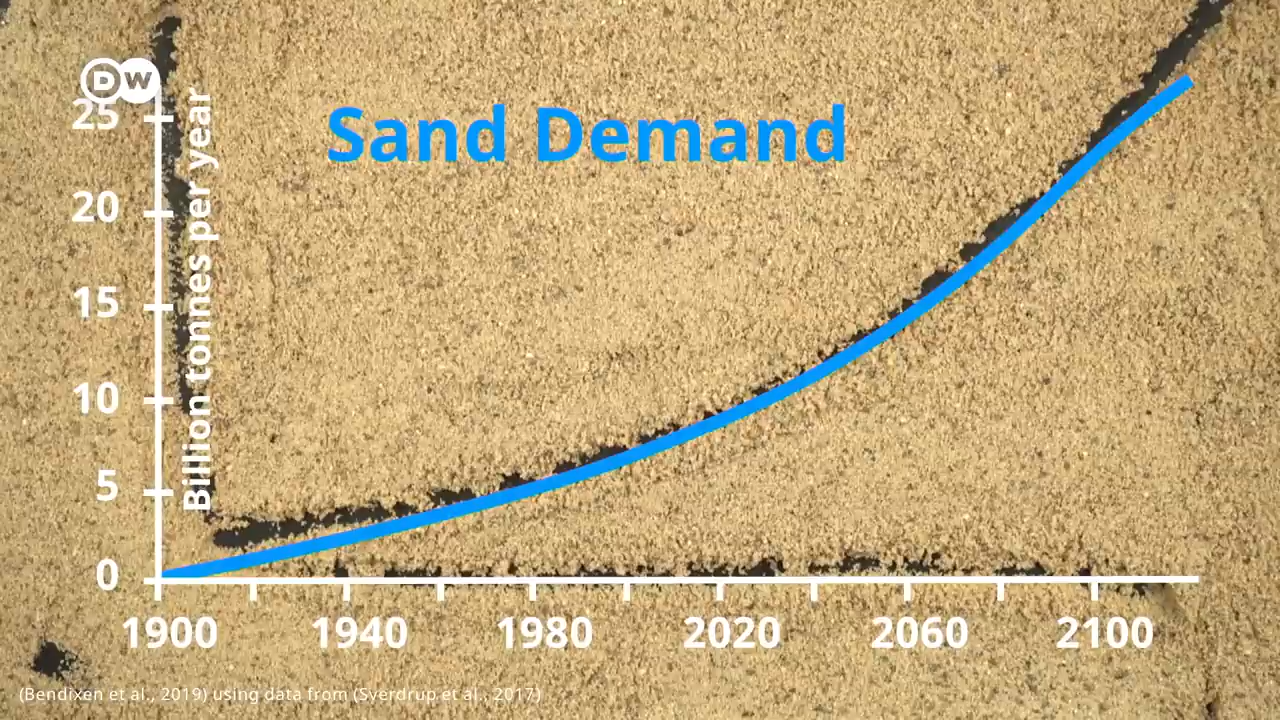 DW
Sand Demand
Billion tonnes per year
25
20
15
10
5
0
1900 1940 1980 2020 2060 2100
(Bendixen et al., 2019) using data from (Sverdrup et al., 2017)